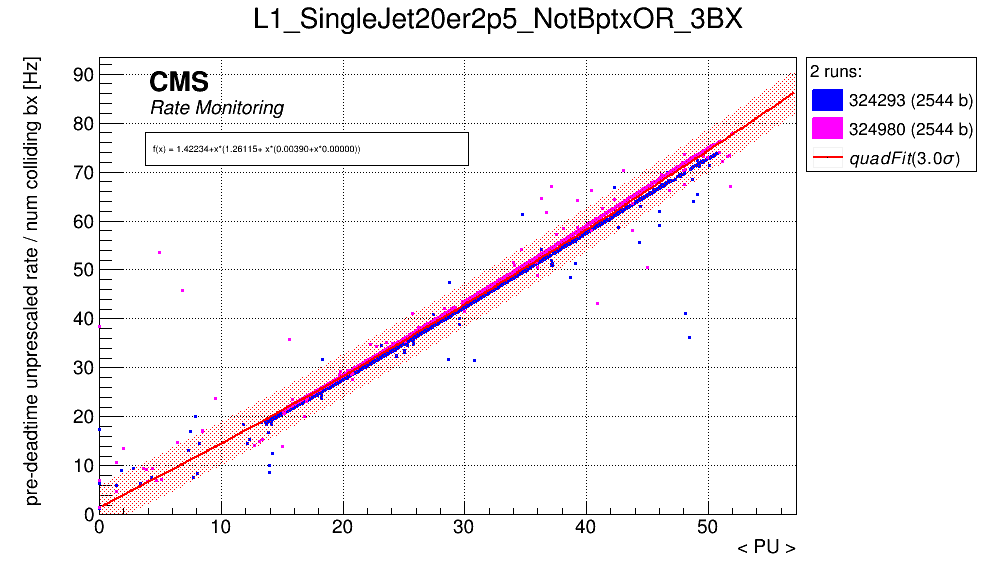 L1_SingleJet20er2p5_NotBptxOR_3BX
pre-deadtime unprescaled rate / num colliding bx [Hz]
CMS
Rate Monitoring
f(x) = 1.42234+x*(1.26115+ x*(0.00390+x*0.00000))
90
80
70
60
50
40
30
20
10
0
0 10 20 30 40 50
< PU >
2 runs:
324293 (2544 b)
324980 (2544 b)
quadFit(3.0σ)